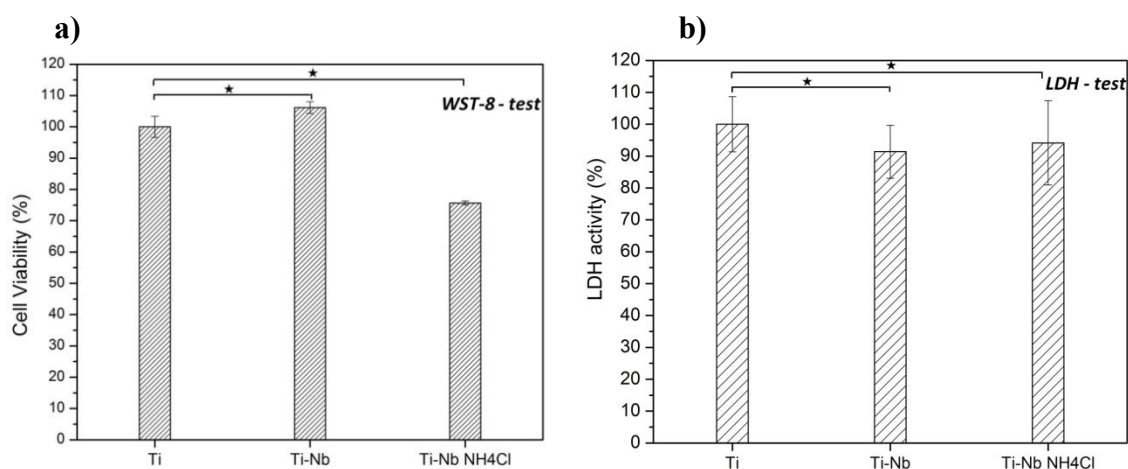 a)
120
110
100
90
80
70
60
50
40
30
20
10
0
Cell Viability (%)
★
★
WST-8 - test
Ti
Ti-Nb
Ti-Nb NH4Cl
b)
120
110
100
90
80
70
60
50
40
30
20
10
0
LDH activity (%)
★
★
LDH - test
Ti
Ti-Nb
Ti-Nb NH4Cl